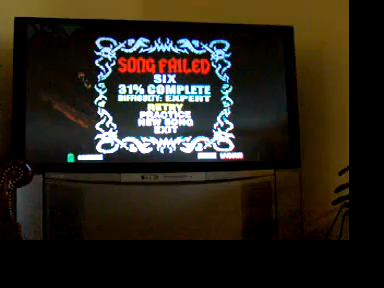 SONG FAILED
SIX
31% COMPLETE
DIFFICULTY: EXPERT
RETRY
PRACTICE
NEW SONG
EXIT